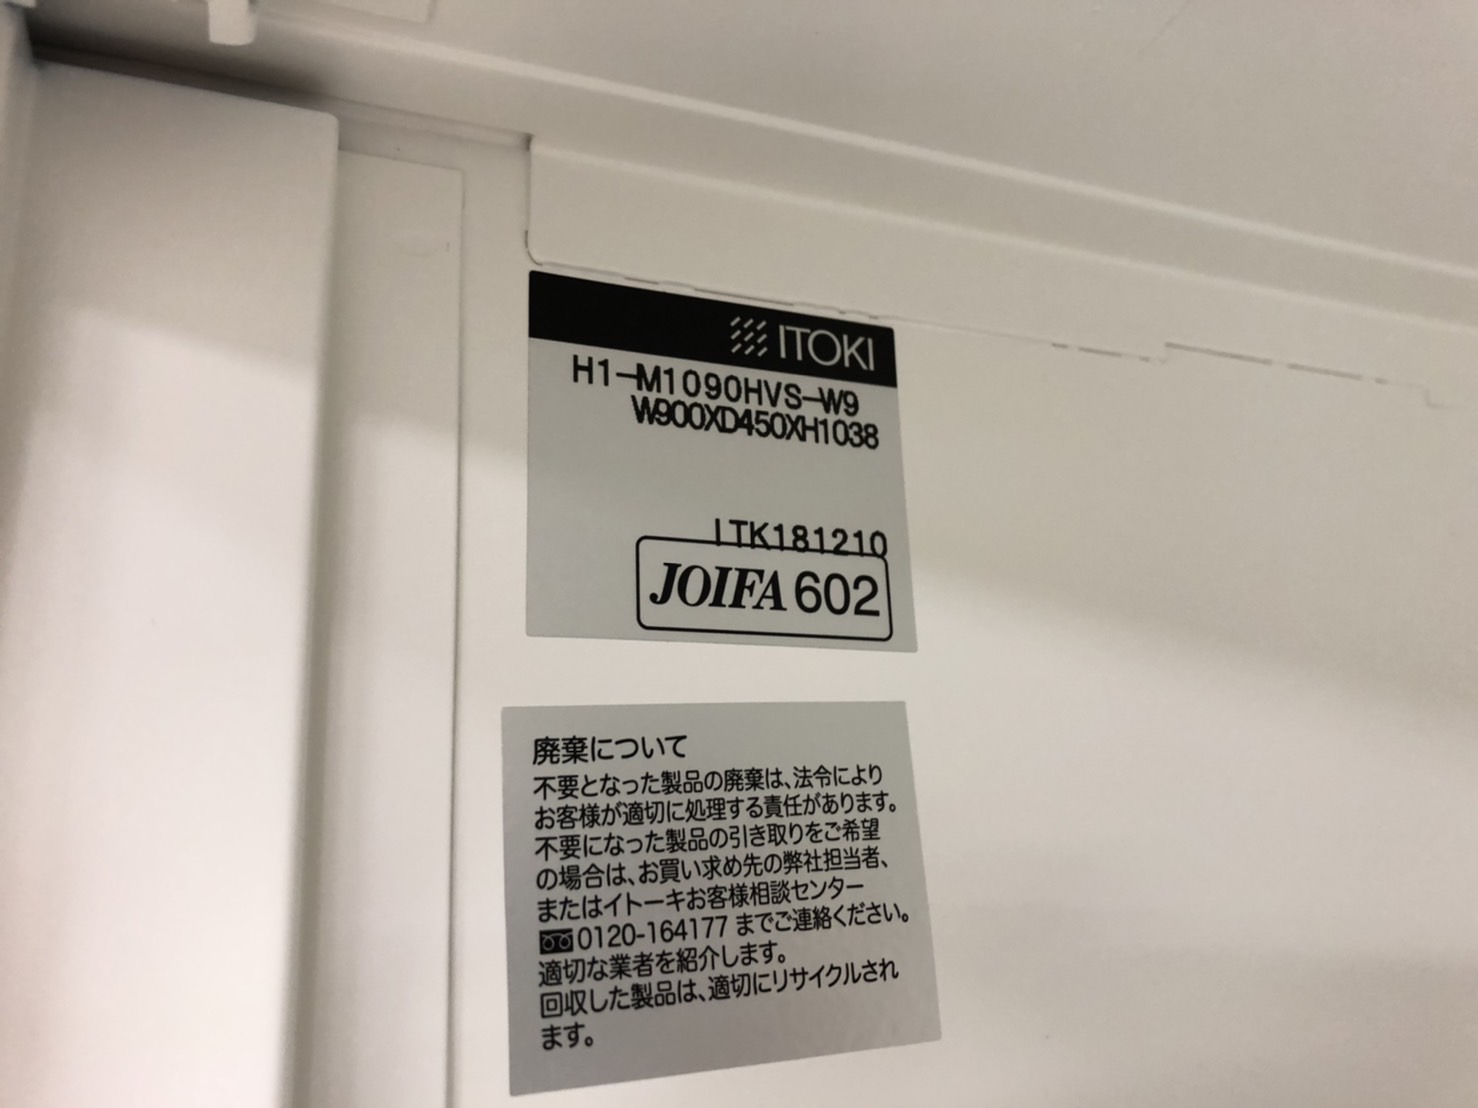 ITOKI
H1-M1090HVS-W9
W900XD450XH1038
ITK181210
JOIFA 602
廃棄について
不要となった製品の廃棄は、法令により
お客様が適切に処理する責任があります。
不要になった製品の引き取りをご希望
の場合は、お買い求め先の弊社担当者、
またはイトーキお客様相談センター
0120-164177 までご連絡ください。
適切な業者を紹介します。
回収した製品は、適切にリサイクルされ
ます。